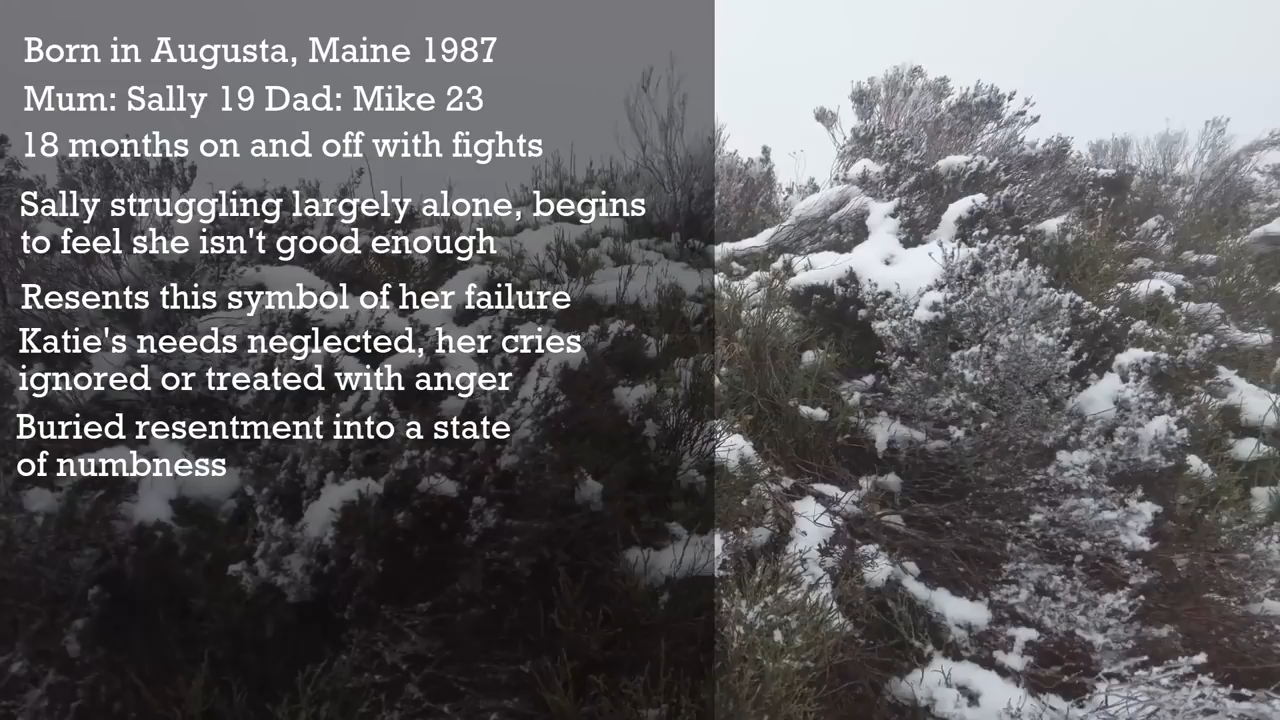 Born in Augusta, Maine 1987
Mum: Sally 19 Dad: Mike 23
18 months on and off with fights
Sally struggling largely alone, begins
to feel she isn't good enough
Resents this symbol of her failure
Katie's needs neglected, her cries
ignored or treated with anger
Buried resentment into a state
of numbness